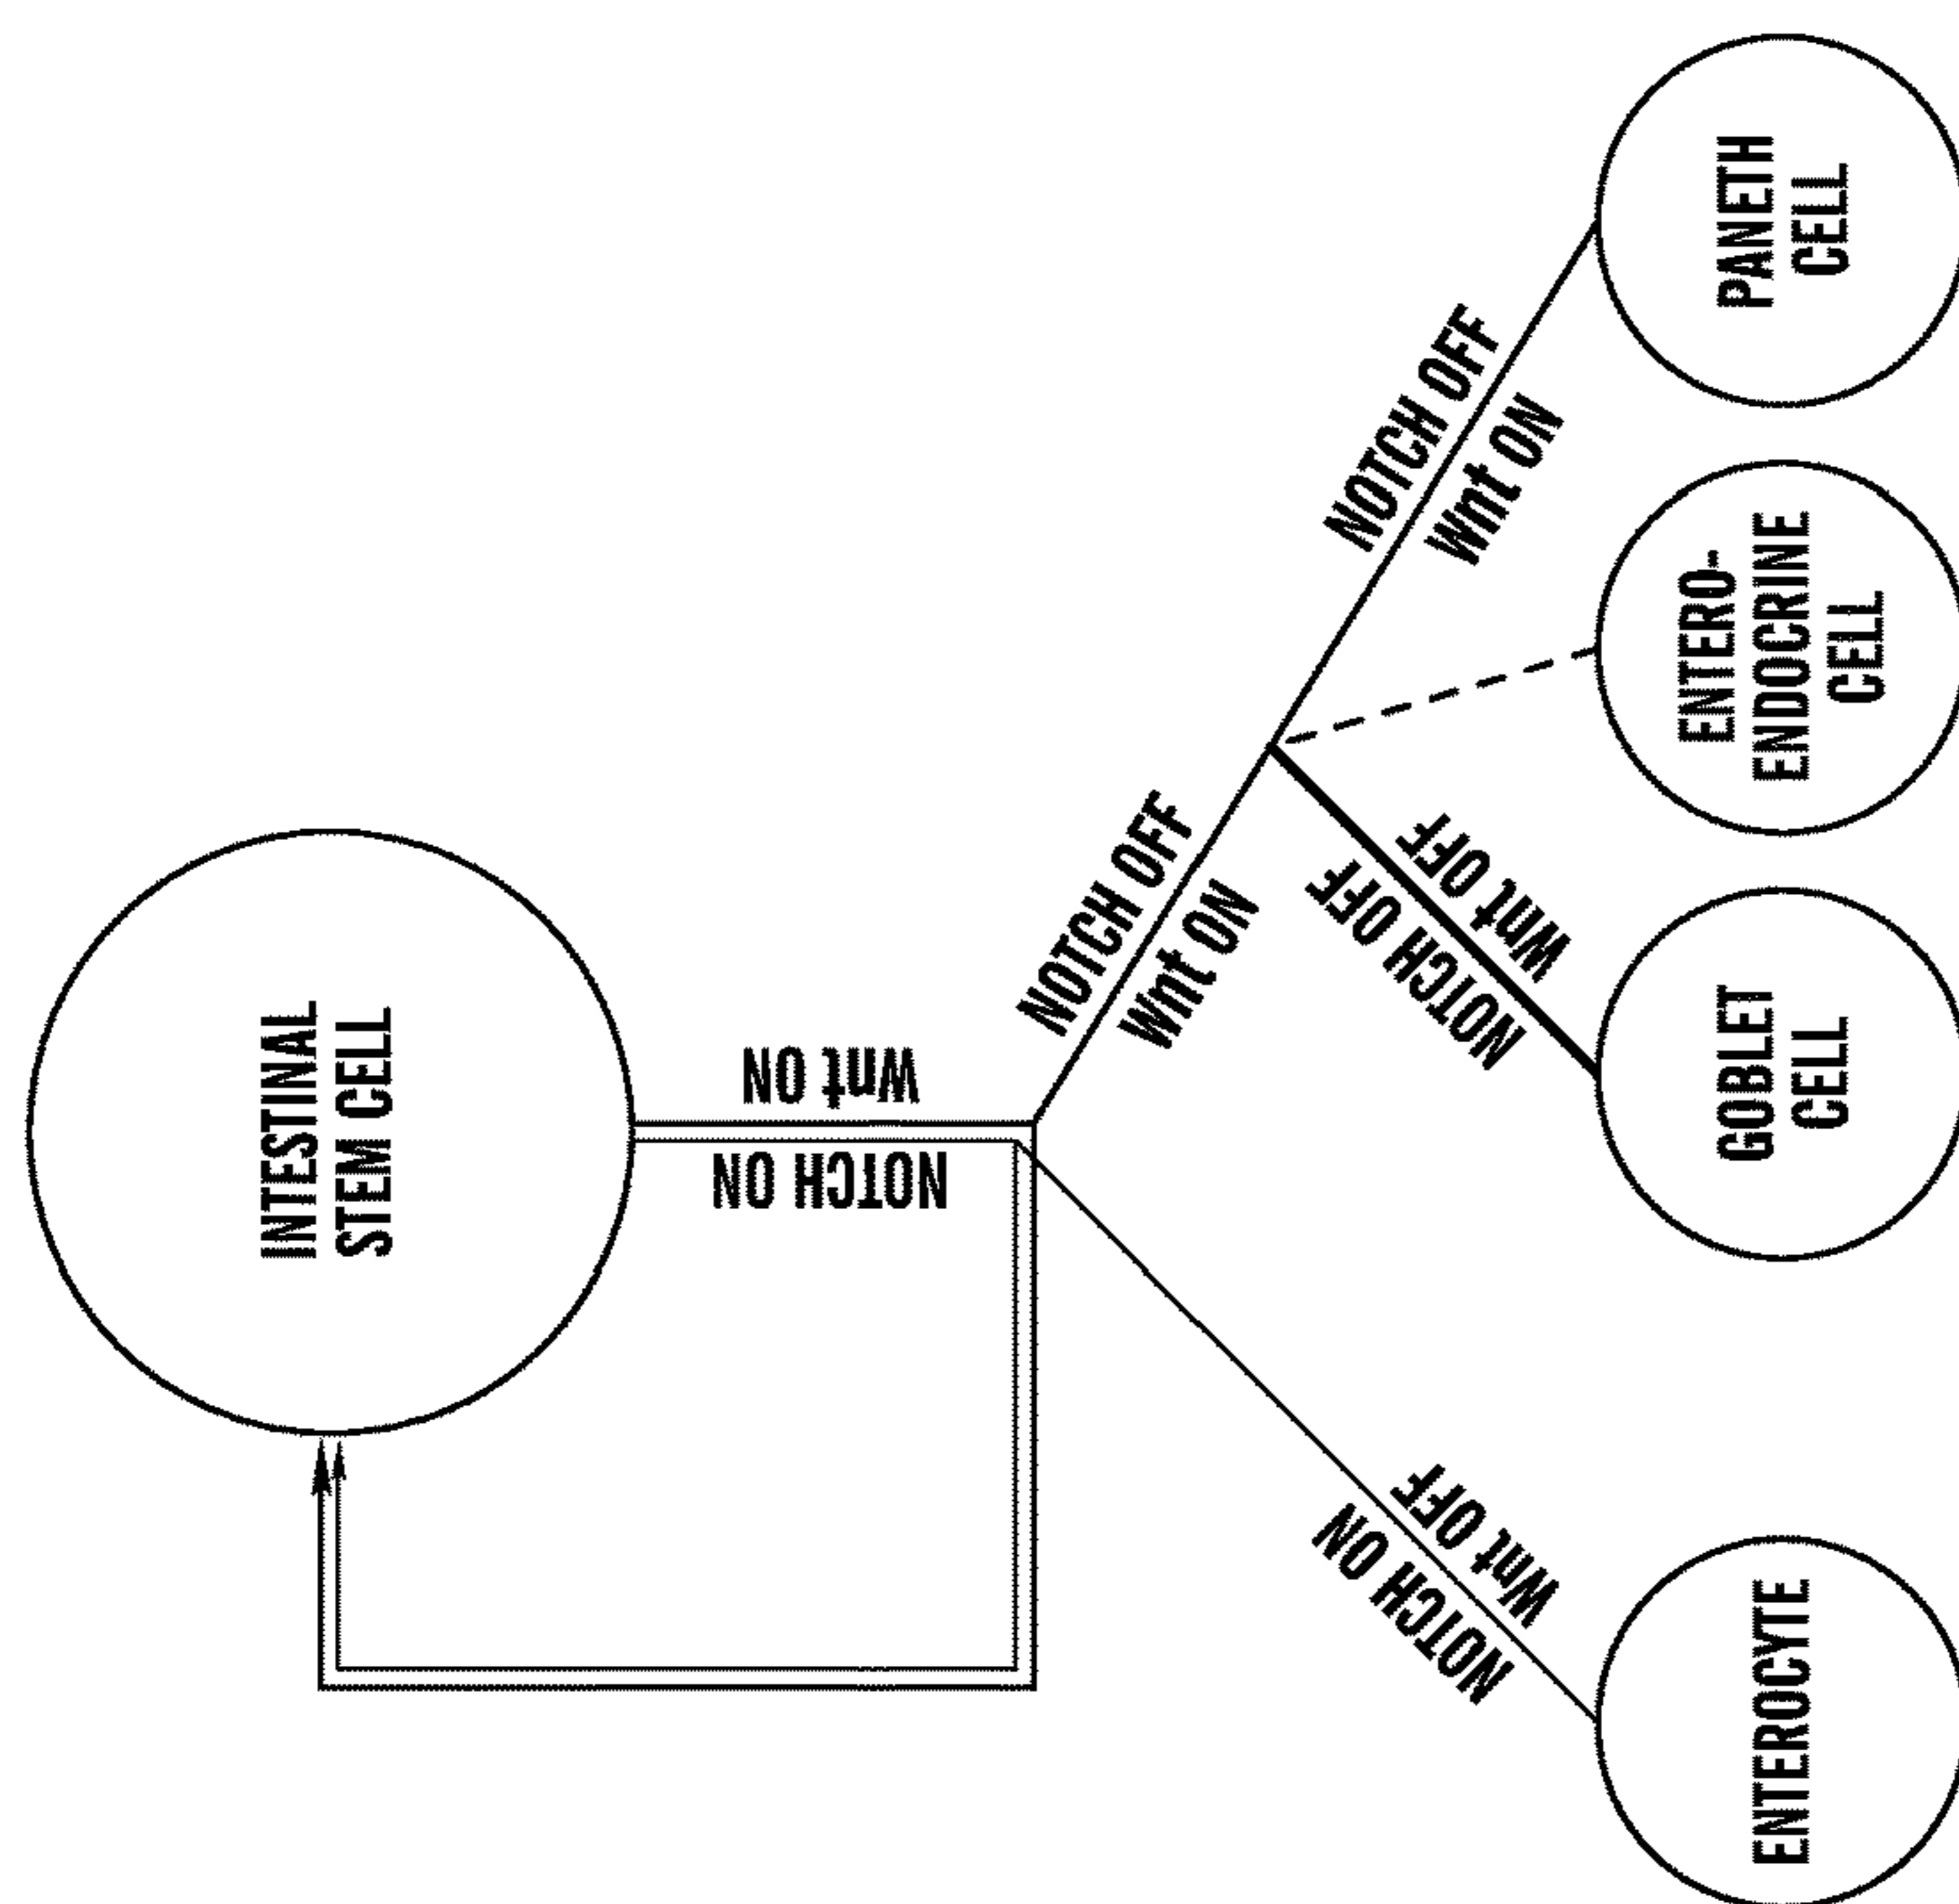 INTESTINAL
STEM CELL
Wnt ON
NOTCH ON
NOTCH OFF
Wnt ON
NOTCH OFF
Wnt ON
NOTCH OFF
Wnt OFF
NOTCH ON
Wnt OFF
PANETH
CELL
ENTERO-
ENDOCRINE
CELL
GOBLET
CELL
ENTEROCYTE